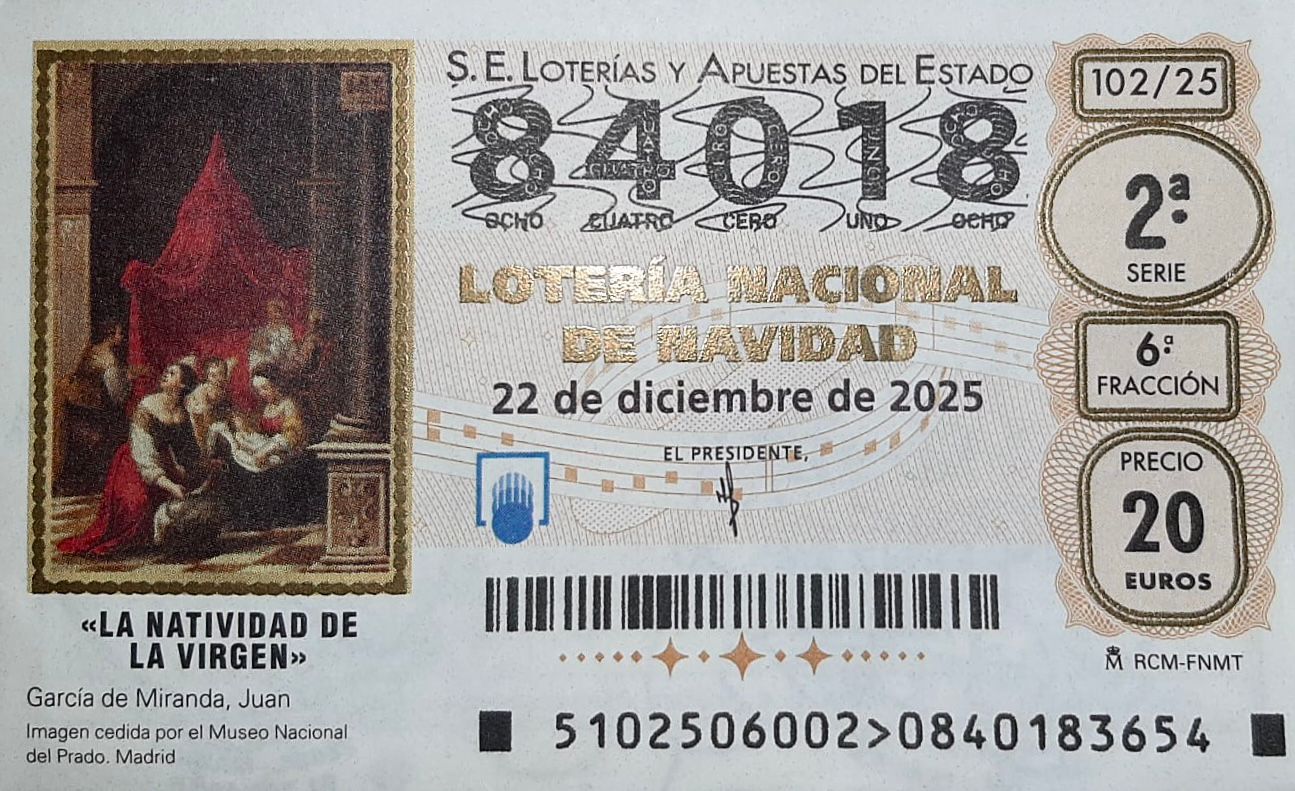 S. E. LOTERÍAS Y APUESTAS DEL ESTADO
84018
OCHO CUATRO CERO UNO OCHO
LOTERÍA NACIONAL
DE NAVIDAD
22 de diciembre de 2025
EL PRESIDENTE,
102/25
2ª
SERIE
6ª
FRACCIÓN
PRECIO
20
EUROS
RCM-FNMT
«LA NATIVIDAD DE
LA VIRGEN»
García de Miranda, Juan
Imagen cedida por el Museo Nacional
del Prado. Madrid
5102506002>0840183654